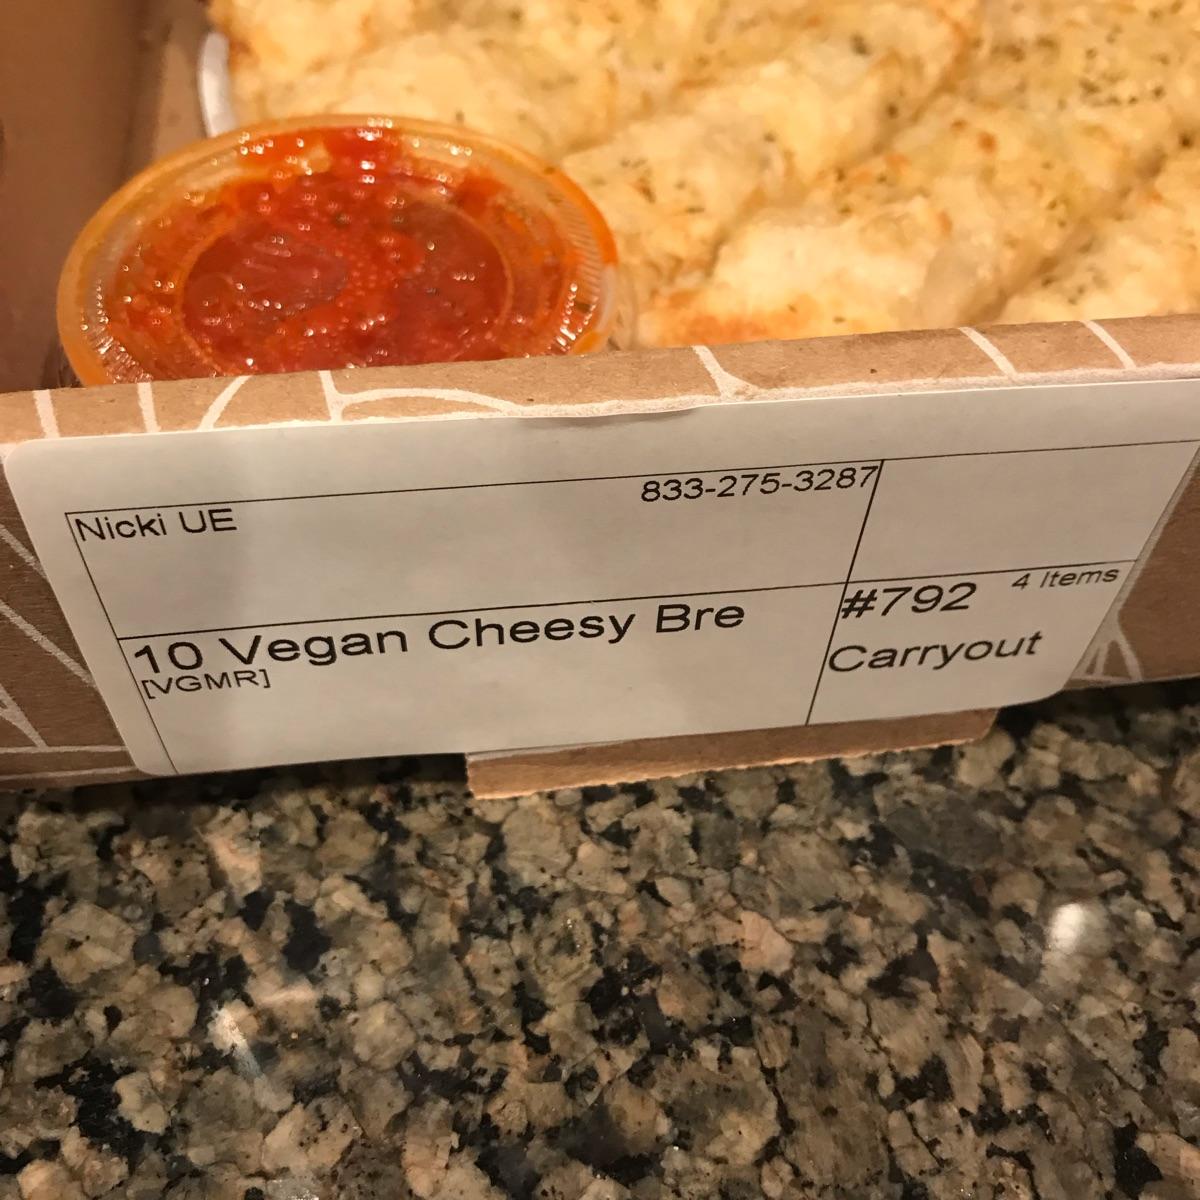 Nicki UE
833-275-3287
10 Vegan Cheesy Bre
[VGMR]
#792 4 Items
Carryout